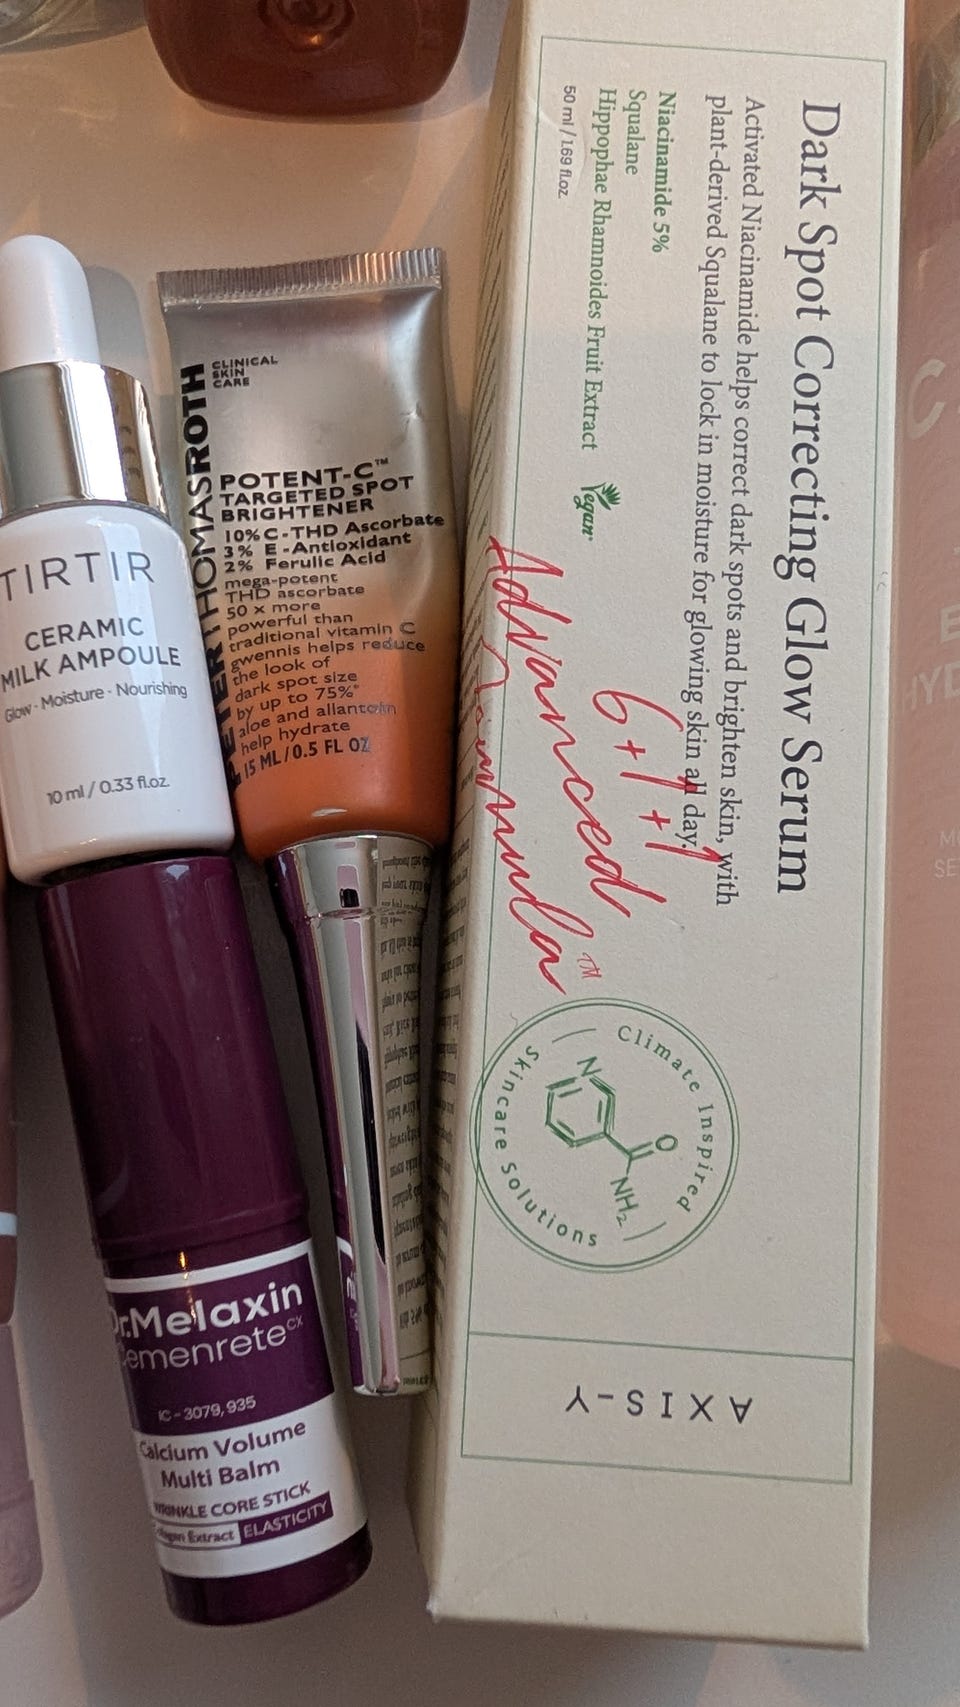 TIRTIR
CERAMIC
MILK AMPOULE
Glow · Moisture · Nourishing
10 ml / 0.33 fl.oz.
PETER THOMAS ROTH
CLINICAL
SKIN
CARE
POTENT-C™
TARGETED SPOT
BRIGHTENER
10% C - THD Ascorbate
3% E - Antioxidant
2% Ferulic Acid
mega-potent
THD ascorbate
50 x more
powerful than
traditional vitamin C
gwennis helps reduce
the look of
dark spot size
by up to 75%*
aloe and allantoin
help hydrate
15 ML / 0.5 FL OZ
Dr.Melaxin
Cemenrete CX
IC - 3079,935
Calcium Volume
Multi Balm
WRINKLE CORE STICK
Extract ELASTICITY
Dark Spot Correcting Glow Serum
Activated Niacinamide helps correct dark spots and brighten skin, with
plant-derived Squalane to lock in moisture for glowing skin all day.
Niacinamide 5%
Squalane
Hippophae Rhamnoides Fruit Extract
50 ml / 1.69 fl.oz.
Vegan
6+1+1
Advanced
Formula™
Climate Inspired
Skincare Solutions
N
O
NH₂
AXIS-Y